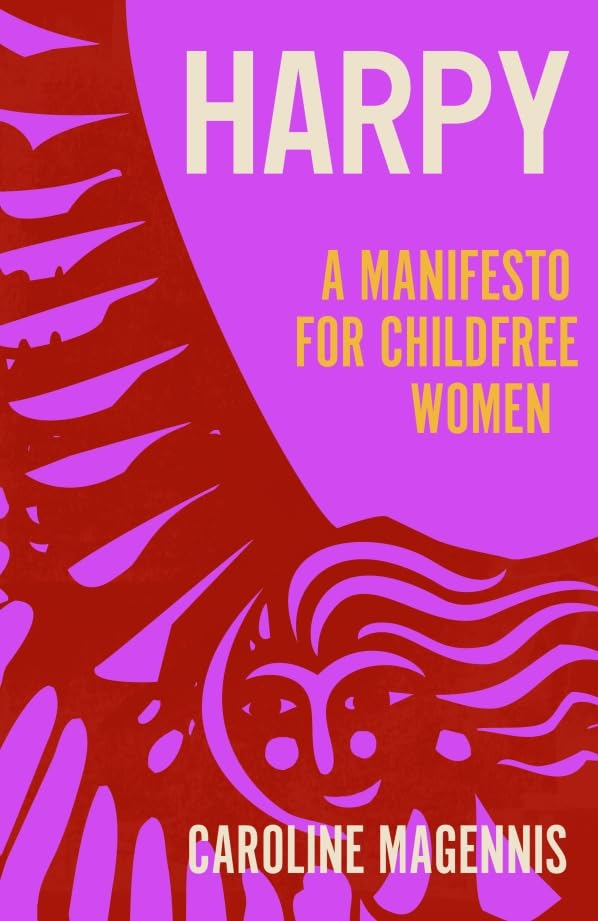 HARPY
A MANIFESTO
FOR CHILDFREE
WOMEN
CAROLINE MAGENNIS